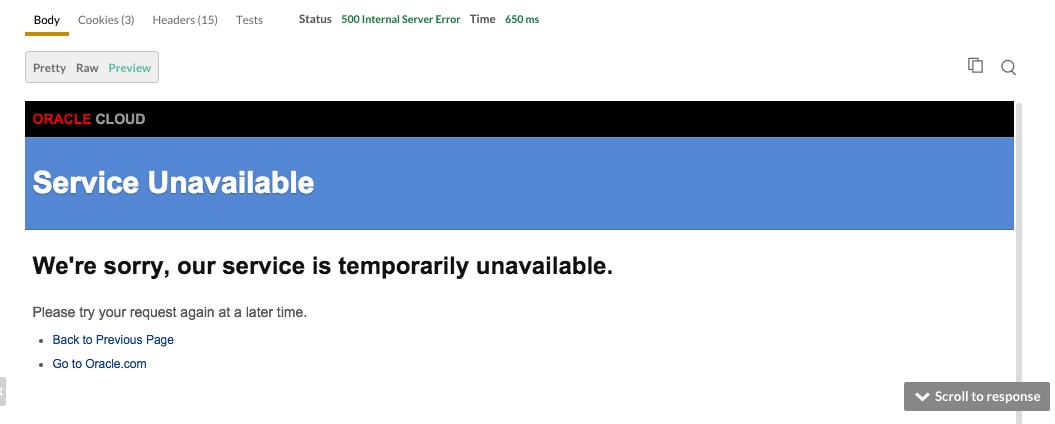 Body Cookies (3) Headers (15) Tests Status 500 Internal Server Error Time 650 ms
Pretty Raw Preview
ORACLE CLOUD
Service Unavailable
We're sorry, our service is temporarily unavailable.
Please try your request again at a later time.
Back to Previous Page
Go to Oracle.com
Scroll to response